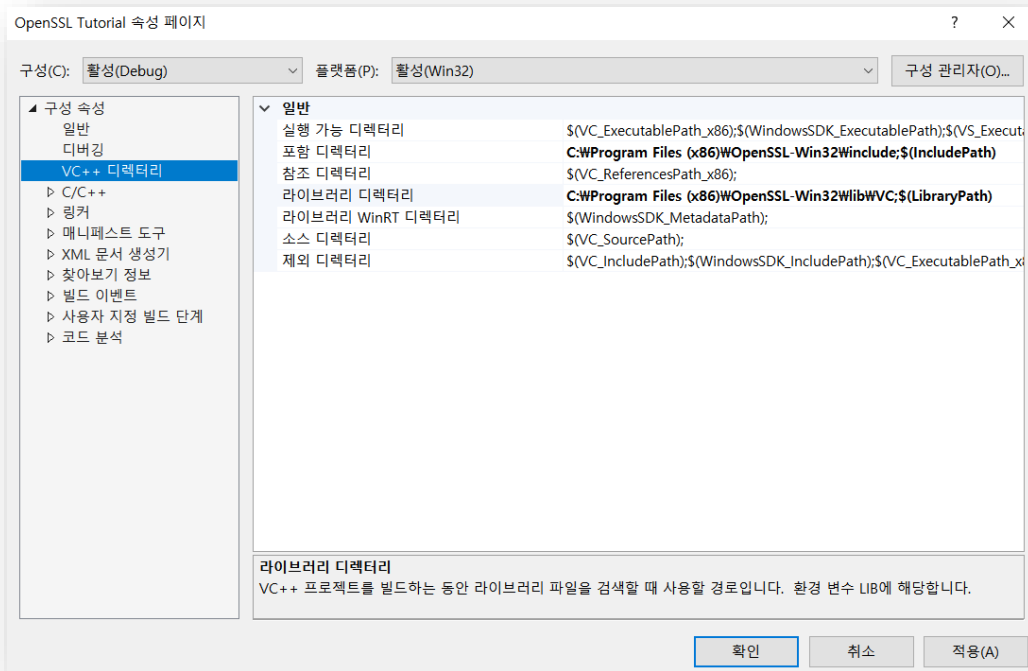 OpenSSL Tutorial 속성 페이지 ?
구성(C): 활성(Debug) 플랫폼(P): 활성(Win32) 구성 관리자(O)...
구성 속성
일반
디버깅
VC++ 디렉터리
C/C++
링커
매니페스트 도구
XML 문서 생성기
찾아보기 정보
빌드 이벤트
사용자 지정 빌드 단계
코드 분석
일반
실행 가능 디렉터리 $(VC_ExecutablePath_x86);$(WindowsSDK_ExecutablePath);$(VS_Executa
포함 디렉터리 C:₩Program Files (x86)₩OpenSSL-Win32₩include;$(IncludePath)
참조 디렉터리 $(VC_ReferencesPath_x86);
라이브러리 디렉터리 C:₩Program Files (x86)₩OpenSSL-Win32₩lib₩VC;$(LibraryPath)
라이브러리 WinRT 디렉터리 $(WindowsSDK_MetadataPath);
소스 디렉터리 $(VC_SourcePath);
제외 디렉터리 $(VC_IncludePath);$(WindowsSDK_IncludePath);$(VC_ExecutablePath_x8
라이브러리 디렉터리
VC++ 프로젝트를 빌드하는 동안 라이브러리 파일을 검색할 때 사용할 경로입니다. 환경 변수 LIB에 해당합니다.
확인 취소 적용(A)